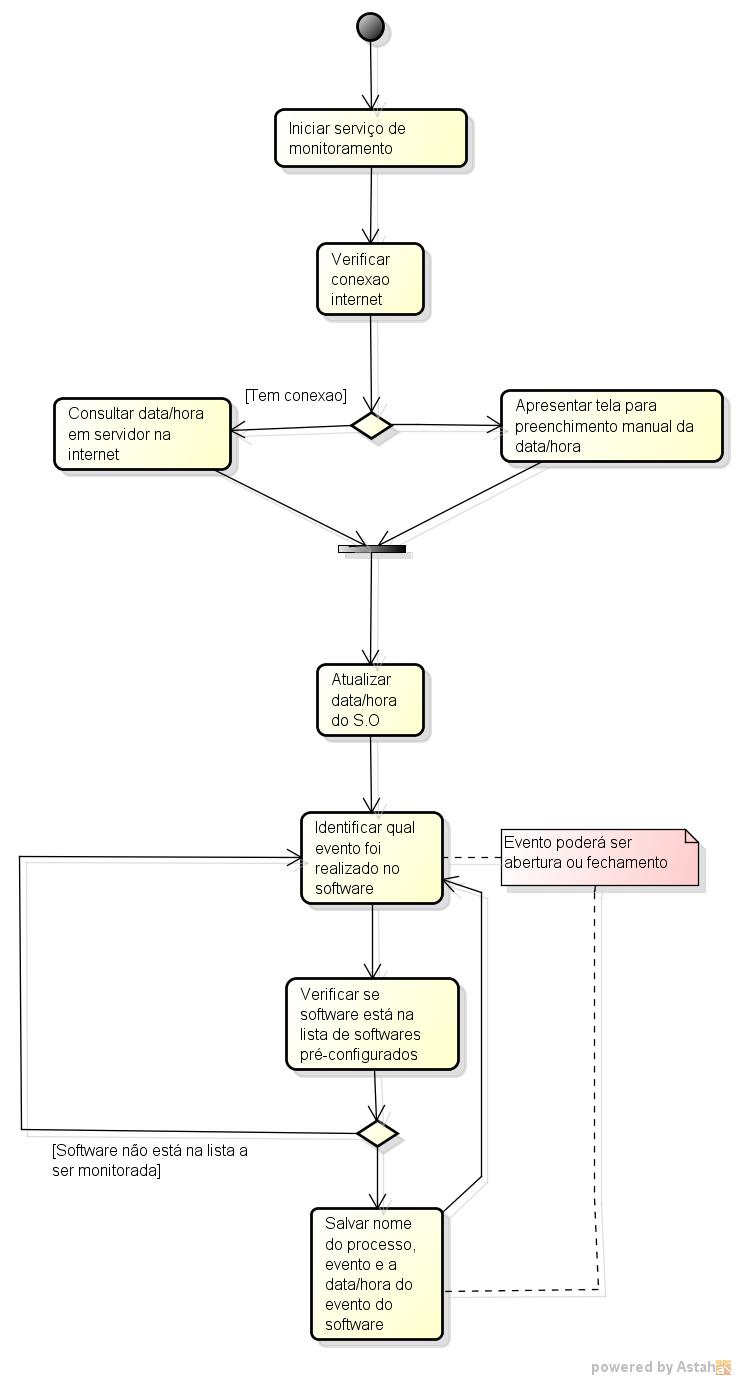 Iniciar serviço de
monitoramento
Verificar
conexao
internet
[Tem conexao]
Consultar data/hora
em servidor na
internet
Apresentar tela para
preenchimento manual da
data/hora
Atualizar
data/hora
do S.O
Identificar qual
evento foi
realizado no
software
Evento poderá ser
abertura ou fechamento
Verificar se
software está na
lista de softwares
pré-configurados
[Software não está na lista a
ser monitorada]
Salvar nome
do processo,
evento e a
data/hora do
evento do
software
powered by Astah